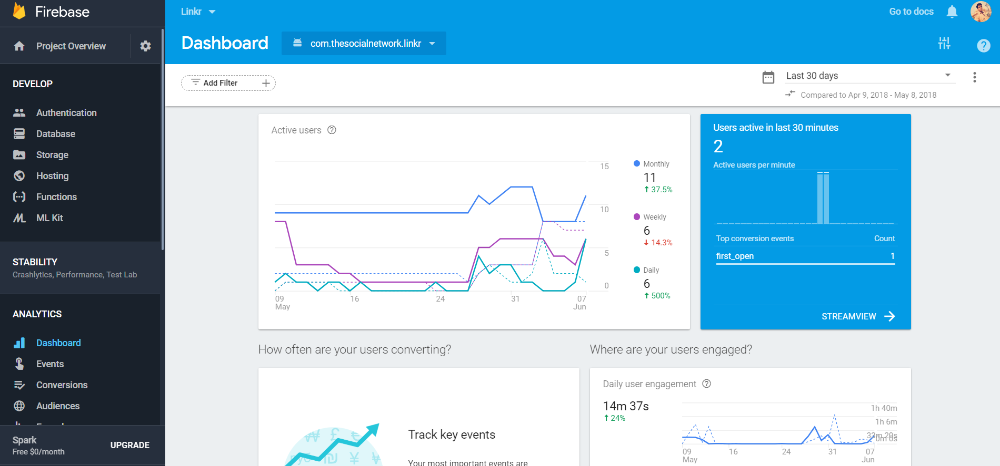 Firebase
Project Overview
DEVELOP
Authentication
Database
Storage
Hosting
Functions
ML Kit
STABILITY
Crashlytics, Performance, Test Lab
ANALYTICS
Dashboard
Events
Conversions
Audiences
Spark
Free $0/month
UPGRADE
Linkr
Go to docs
Dashboard
com.thesocialnetwork.linkr
Add Filter
Last 30 days
Compared to Apr 9, 2018 - May 8, 2018
Active users
15
10
5
0
09
May
16
24
31
07
Jun
Monthly
11
37.5%
Weekly
6
14.3%
Daily
6
500%
Users active in last 30 minutes
2
Active users per minute
Top conversion events Count
first_open 1
STREAMVIEW
How often are your users converting?
Track key events
Your most important events are
Where are your users engaged?
Daily user engagement
14m 37s
24%
1h 40m
1h 6m
33m 20s
0m 0s
09
May
16
24
31
07
Jun